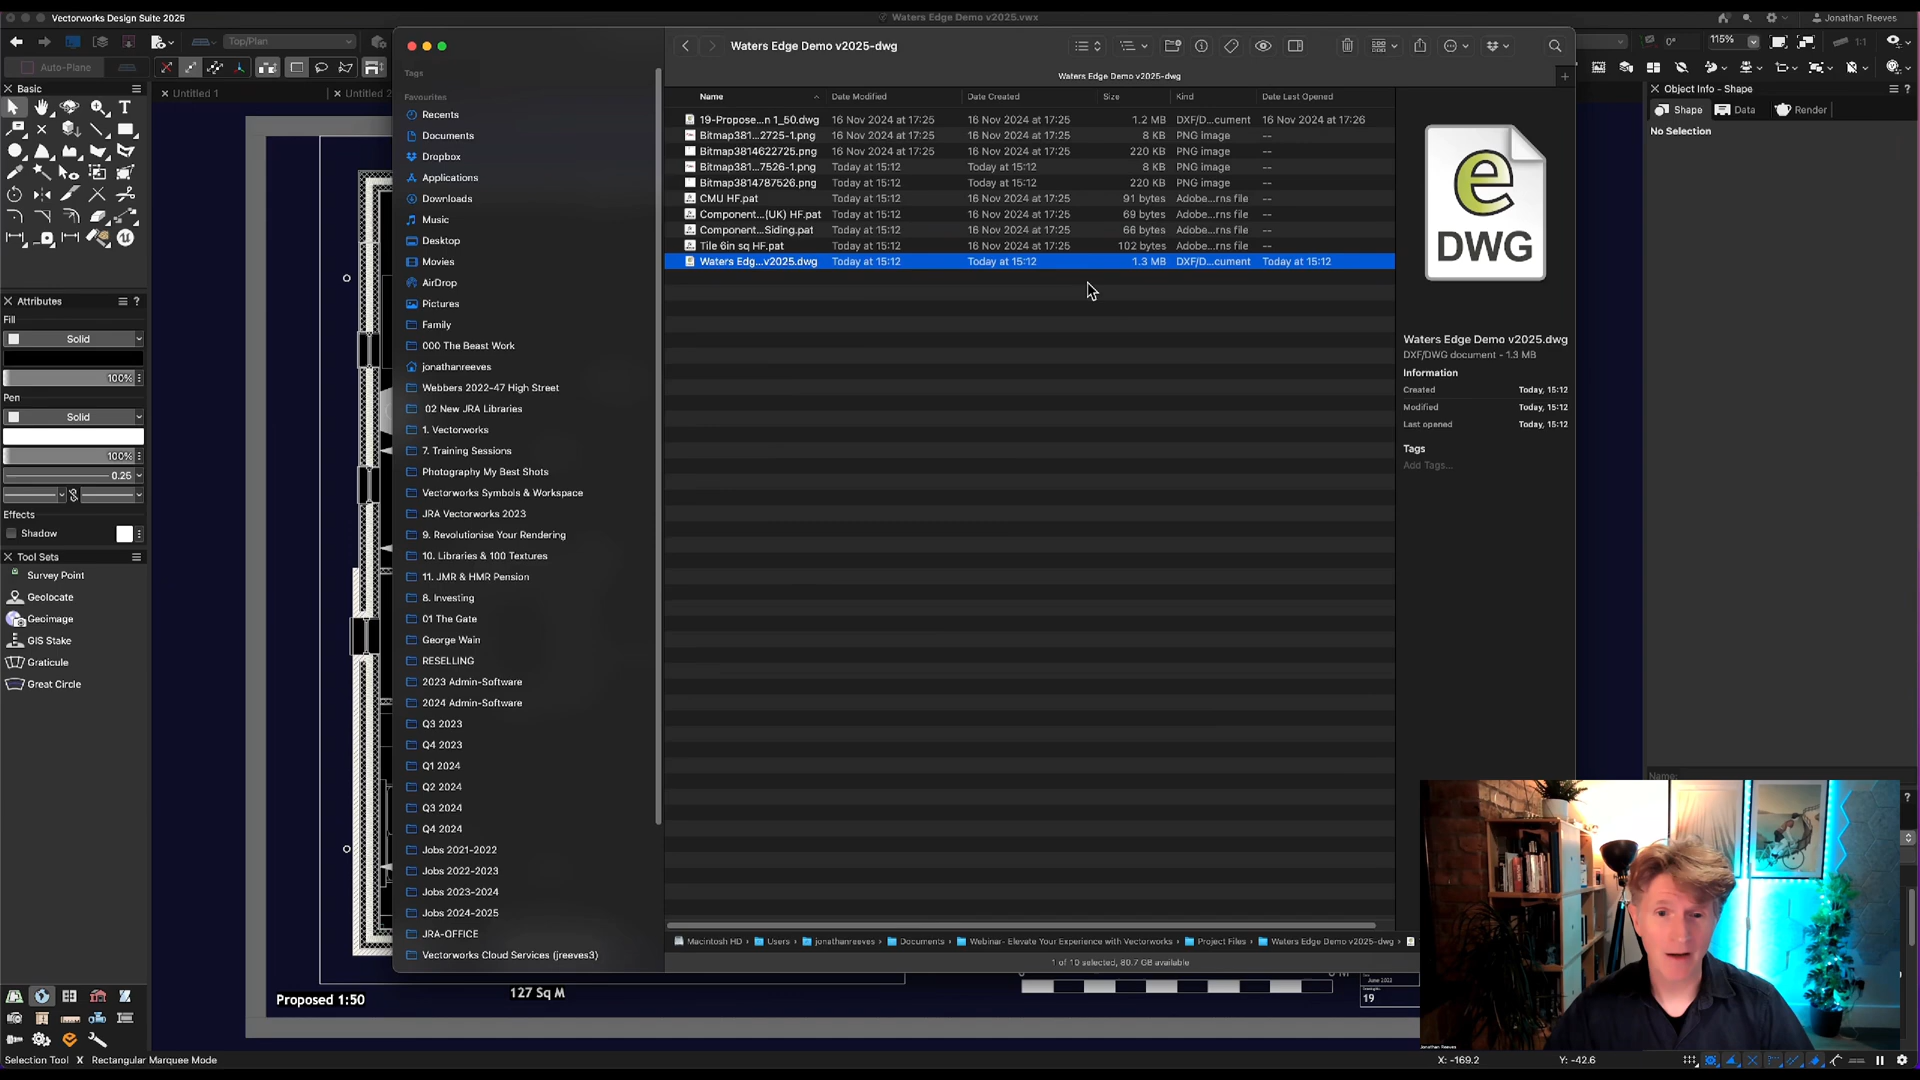 Vectorworks Design Suite 2025
Waters Edge Demo v2025.vwx
Jonathan Reeves
Top/Plan
115%
0°
1:1
Auto-Plane
Basic
Untitled 1
Untitled 2
Attributes
Fill
Solid
100%
Pen
Solid
100%
0.25
Effects
Shadow
Tool Sets
Survey Point
Geolocate
Geoimage
GIS Stake
Graticule
Great Circle
Selection Tool
Rectangular Marquee Mode
Tags
Favourites
Recents
Documents
Dropbox
Applications
Downloads
Music
Desktop
Movies
AirDrop
Pictures
Family
000 The Beast Work
jonathanreeves
Webbers 2022-47 High Street
02 New JRA Libraries
1. Vectorworks
7. Training Sessions
Photography My Best Shots
Vectorworks Symbols & Workspace
JRA Vectorworks 2023
9. Revolutionise Your Rendering
10. Libraries & 100 Textures
11. JMR & HMR Pension
8. Investing
01 The Gate
George Wain
RESELLING
2023 Admin-Software
2024 Admin-Software
Q3 2023
Q4 2023
Q1 2024
Q2 2024
Q3 2024
Q4 2024
Jobs 2021-2022
Jobs 2022-2023
Jobs 2023-2024
Jobs 2024-2025
JRA-OFFICE
Vectorworks Cloud Services (jreeves3)
Waters Edge Demo v2025-dwg
Waters Edge Demo v2025-dwg
Name Date Modified Date Created Size Kind Date Last Opened
19-Propose...n 1_50.dwg 16 Nov 2024 at 17:25 16 Nov 2024 at 17:25 1.2 MB DXF/D...cument 16 Nov 2024 at 17:26
Bitmap381...2725-1.png 16 Nov 2024 at 17:25 16 Nov 2024 at 17:25 8 KB PNG image --
Bitmap3814622725.png 16 Nov 2024 at 17:25 16 Nov 2024 at 17:25 220 KB PNG image --
Bitmap381...7526-1.png Today at 15:12 Today at 15:12 8 KB PNG image --
Bitmap3814787526.png Today at 15:12 Today at 15:12 220 KB PNG image --
CMU HF.pat Today at 15:12 16 Nov 2024 at 17:25 91 bytes Adobe...rns file --
Component...(UK) HF.pat Today at 15:12 16 Nov 2024 at 17:25 69 bytes Adobe...rns file --
Component...Siding.pat Today at 15:12 16 Nov 2024 at 17:25 66 bytes Adobe...rns file --
Tile 6in sq HF.pat Today at 15:12 16 Nov 2024 at 17:25 102 bytes Adobe...rns file --
Waters Edg...v2025.dwg Today at 15:12 Today at 15:12 1.3 MB DXF/D...cument Today at 15:12
Macintosh HD › Users › jonathanreeves › Documents › Webinar- Elevate Your Experience with Vectorworks › Project Files › Waters Edge Demo v2025-dwg ›
1 of 10 selected, 80.7 GB available
e
DWG
Waters Edge Demo v2025.dwg
DXF/DWG document - 1.3 MB
Information
Created Today, 15:12
Modified Today, 15:12
Last opened Today, 15:12
Tags
Add Tags...
Object Info - Shape
Shape Data Render
No Selection
Name:
Proposed 1:50
127 Sq M
June 2022
19
Jonathan Reeves
X: -169.2
Y: -42.6